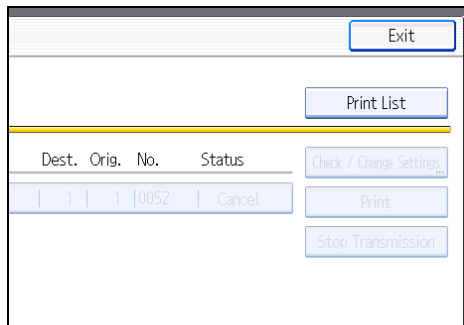 Exit
Print List
Dest. Orig. No. Status
Check / Change Settings...
1 1 0052 Cancel
Print
Stop Transmission